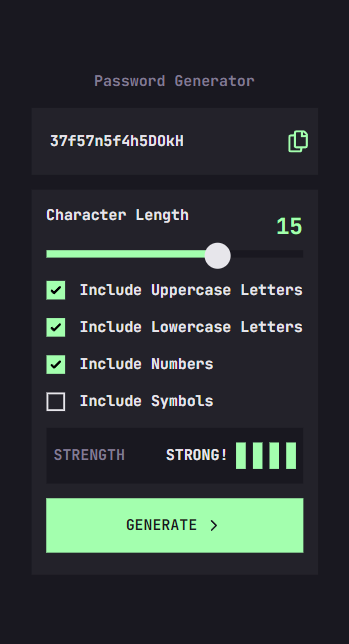 Password Generator
37f57n5f4h5DOkH
Character Length
15
Include Uppercase Letters
Include Lowercase Letters
Include Numbers
Include Symbols
STRENGTH STRONG!
GENERATE >